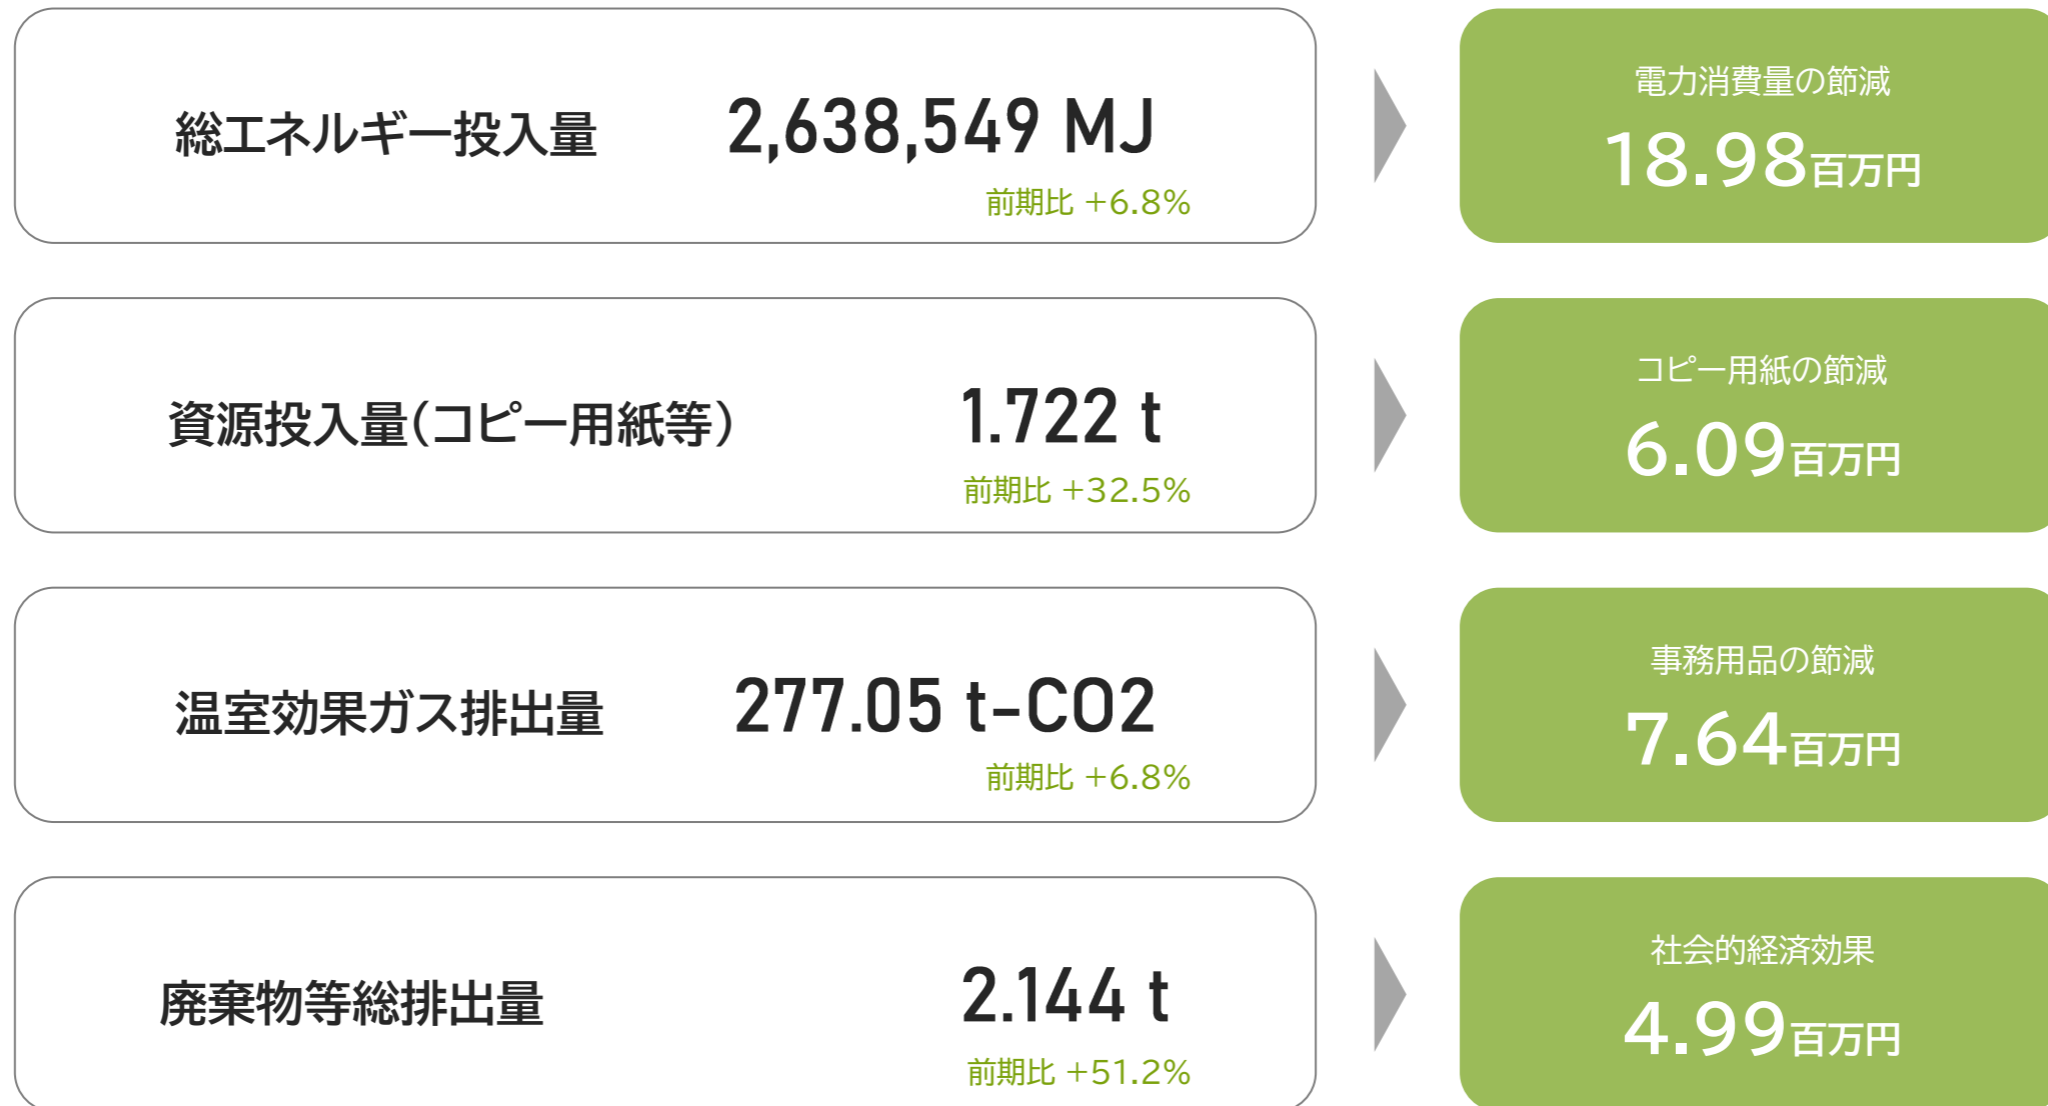 総エネルギー投入量 2,638,549 MJ
前期比 +6.8%
電力消費量の節減
18.98百万円
資源投入量(コピー用紙等) 1.722 t
前期比 +32.5%
コピー用紙の節減
6.09百万円
温室効果ガス排出量 277.05 t-CO2
前期比 +6.8%
事務用品の節減
7.64百万円
廃棄物等総排出量 2.144 t
前期比 +51.2%
社会的経済効果
4.99百万円